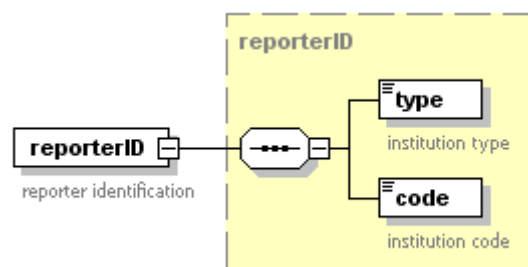 reporterID
type
institution type
reporterID
reporter identification
code
institution code